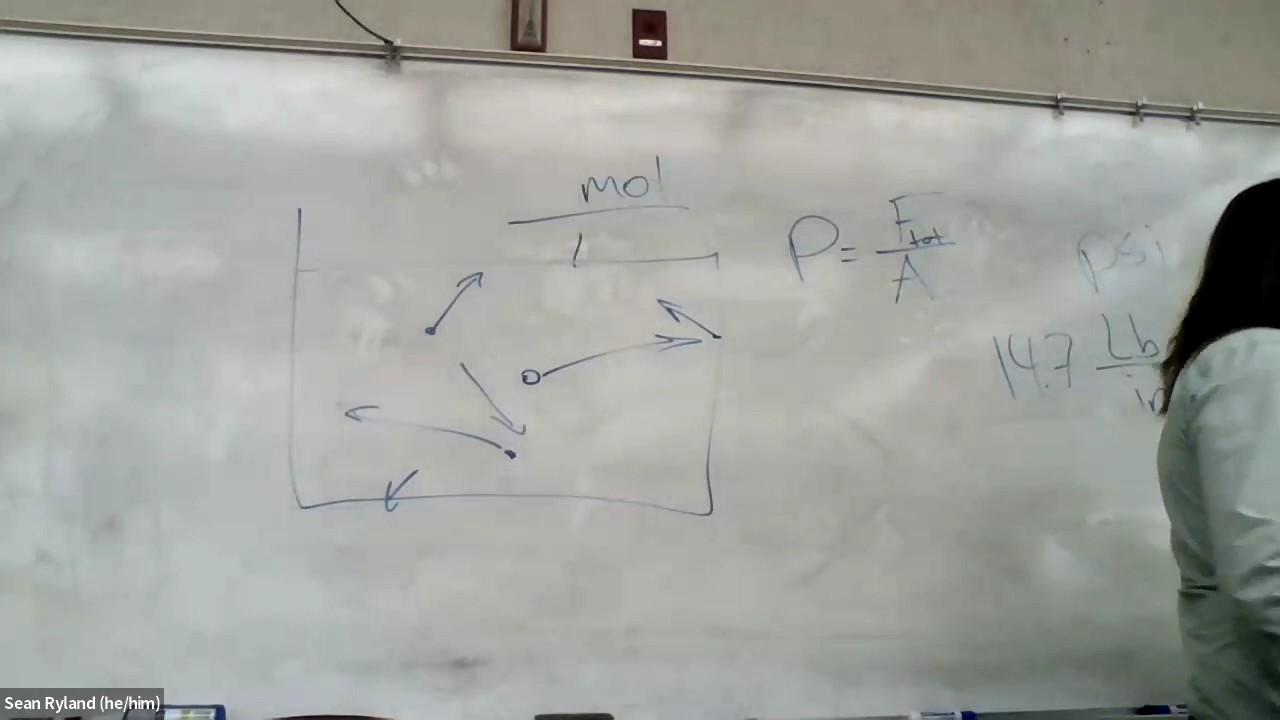 mol
P = F_tot / A
psi
14.7 Lb
Sean Ryland (he/him)